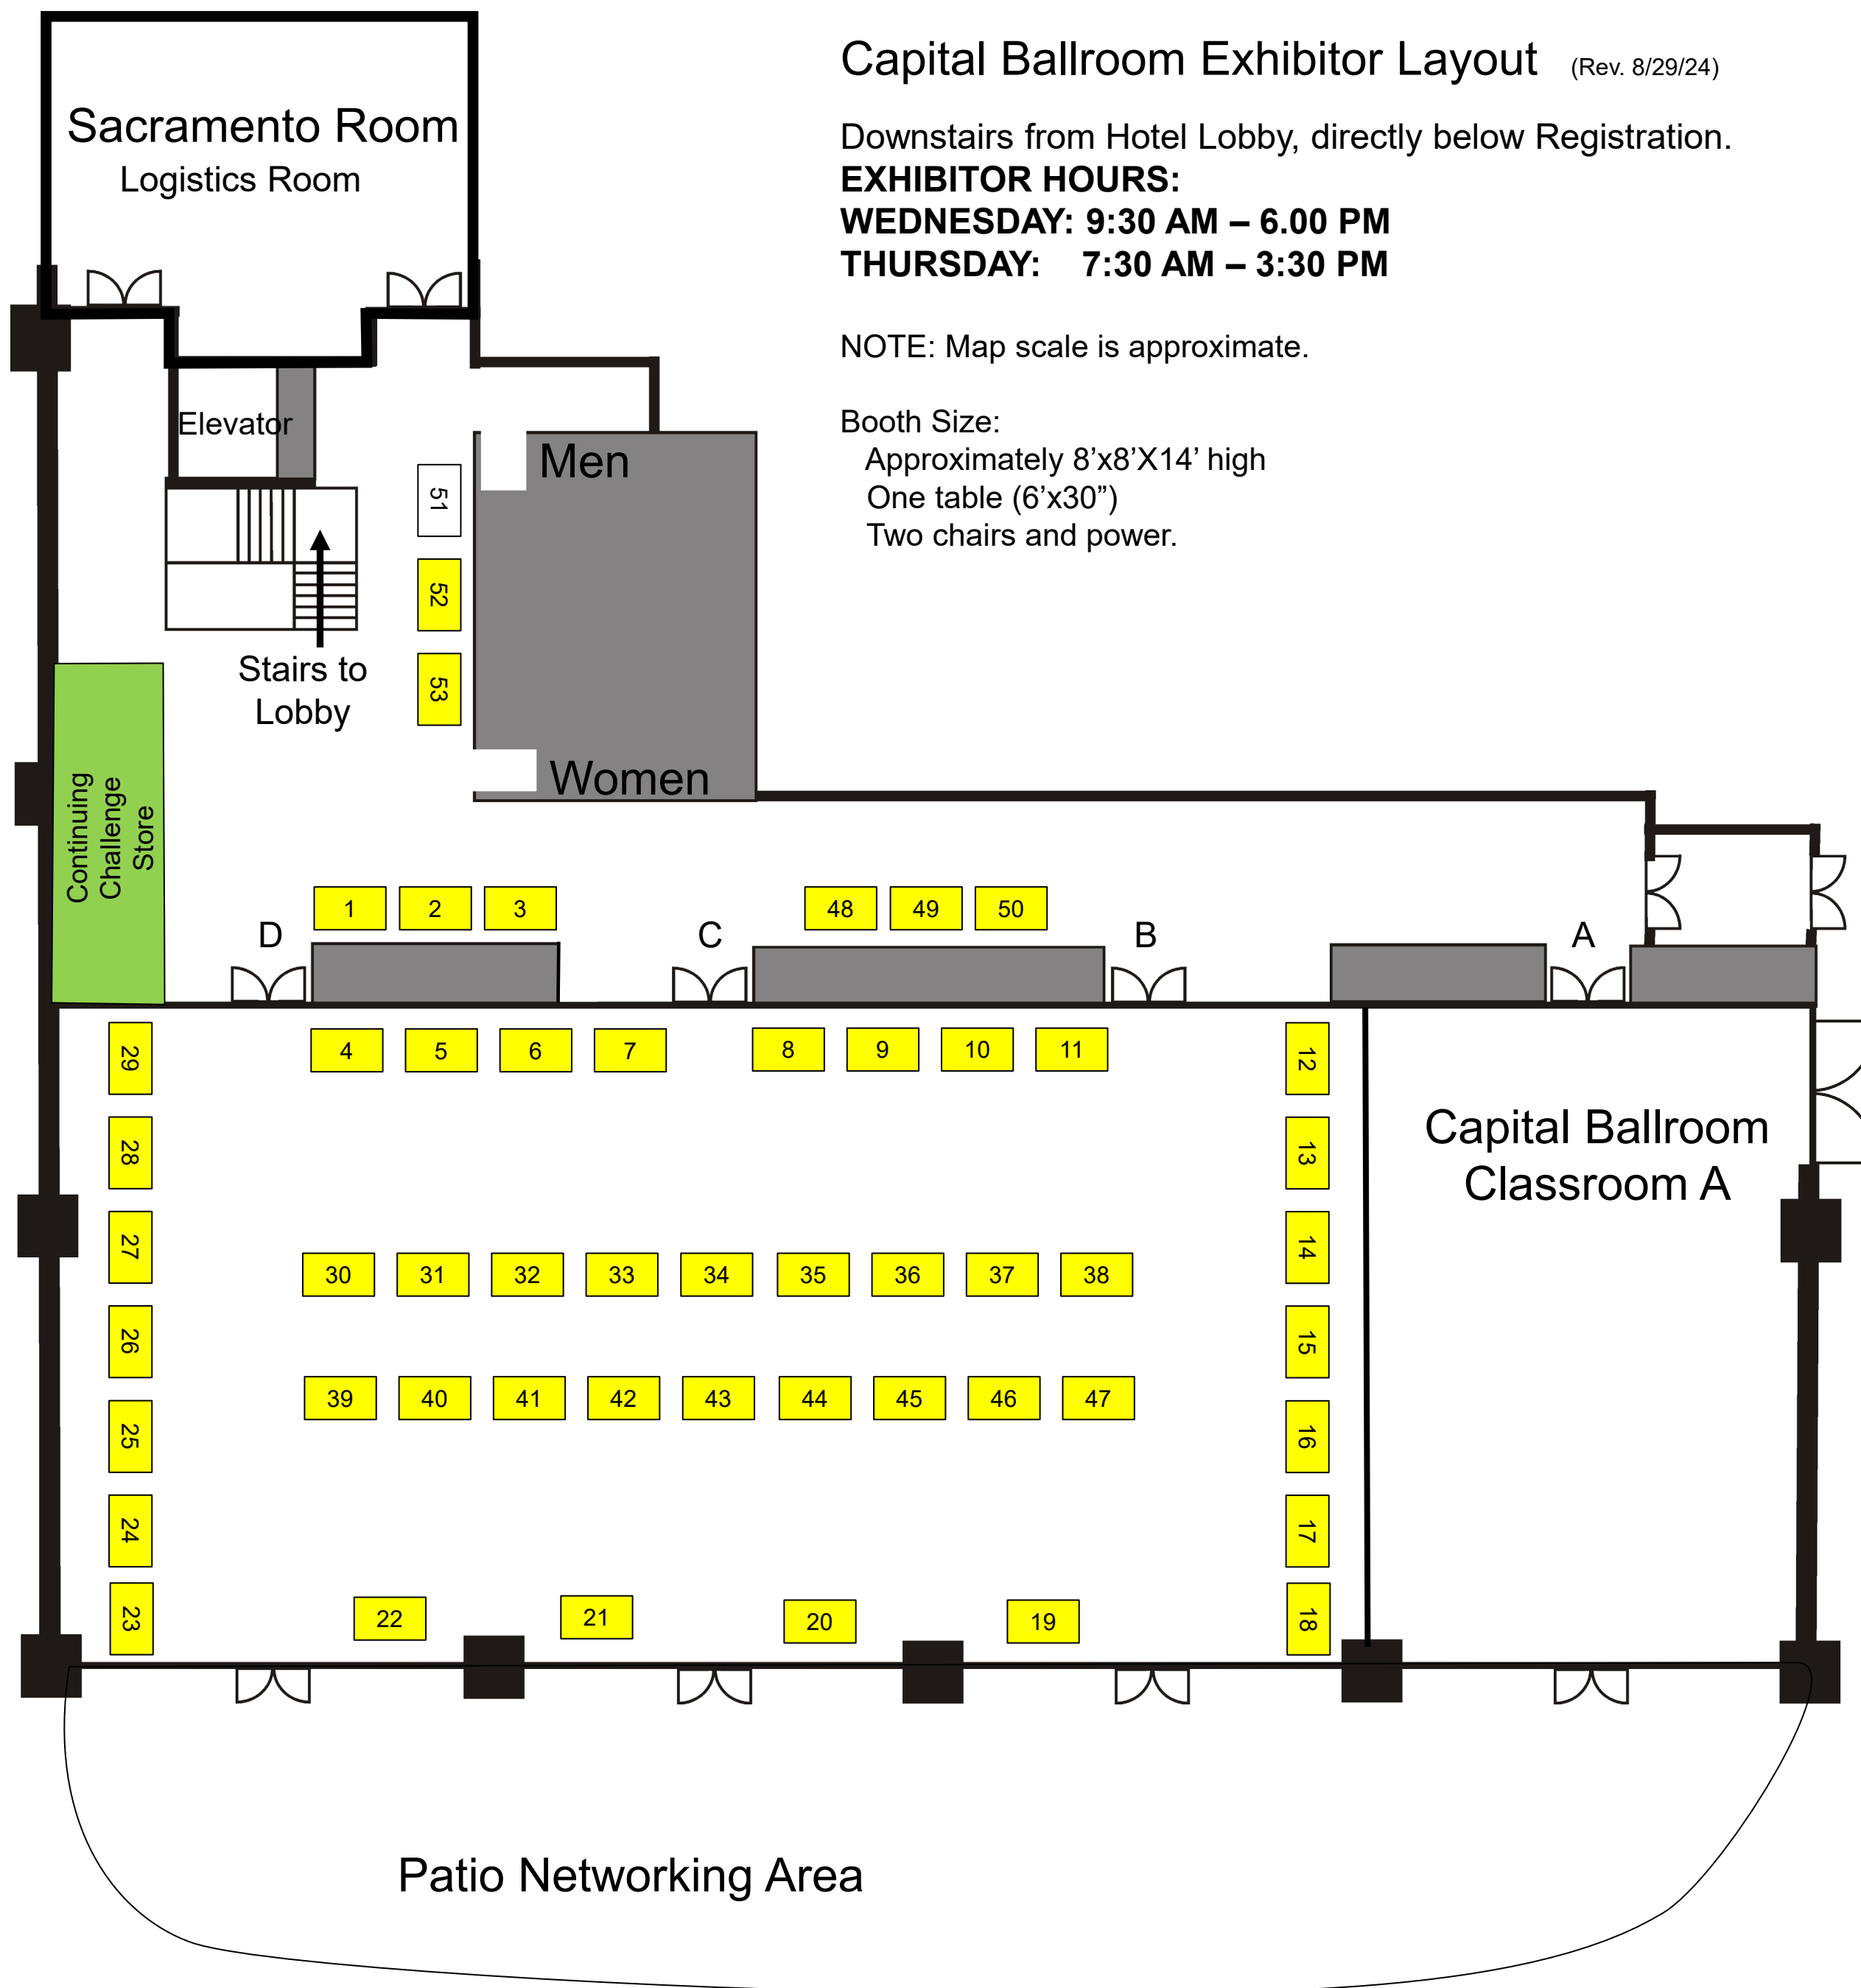 Capital Ballroom Exhibitor Layout (Rev. 8/29/24)
Downstairs from Hotel Lobby, directly below Registration.
EXHIBITOR HOURS:
WEDNESDAY: 9:30 AM – 6.00 PM
THURSDAY: 7:30 AM – 3:30 PM
NOTE: Map scale is approximate.
Booth Size:
Approximately 8’x8’X14’ high
One table (6’x30”)
Two chairs and power.
Sacramento Room
Logistics Room
Elevator
Men
51
52
53
Stairs to
Lobby
Women
Continuing
Challenge
Store
1 2 3 48 49 50
D C B A
4 5 6 7 8 9 10 11
29
28
27
26
25
24
23
12
13
14
15
16
17
18
Capital Ballroom
Classroom A
30 31 32 33 34 35 36 37 38
39 40 41 42 43 44 45 46 47
22 21 20 19
Patio Networking Area